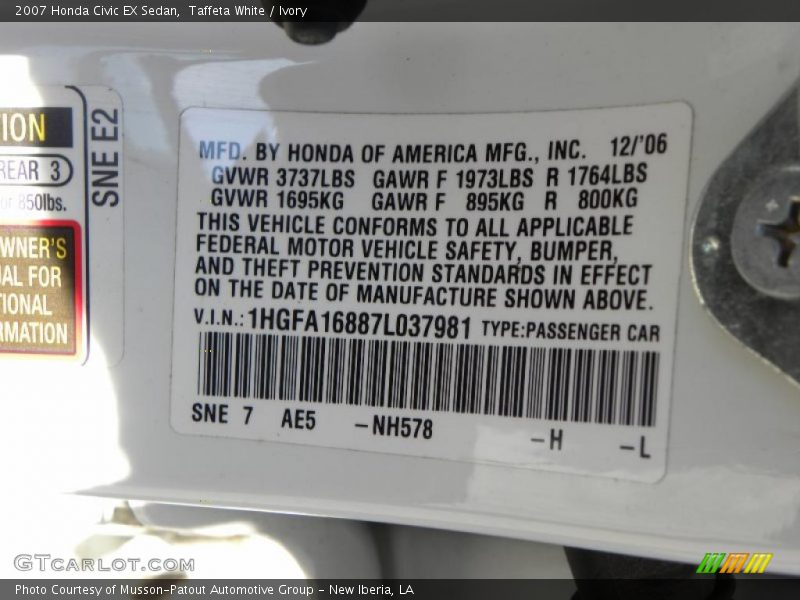 2007 Honda Civic EX Sedan, Taffeta White / Ivory
ION
REAR 3
or 850lbs.
WNER'S
AL FOR
TIONAL
RMATION
SNE E2
MFD. BY HONDA OF AMERICA MFG., INC. 12/'06
GVWR 3737LBS GAWR F 1973LBS R 1764LBS
GVWR 1695KG GAWR F 895KG R 800KG
THIS VEHICLE CONFORMS TO ALL APPLICABLE
FEDERAL MOTOR VEHICLE SAFETY, BUMPER,
AND THEFT PREVENTION STANDARDS IN EFFECT
ON THE DATE OF MANUFACTURE SHOWN ABOVE.
V.I.N.: 1HGFA16887L037981 TYPE:PASSENGER CAR
SNE 7 AE5 -NH578 -H -L
GTCarLot.com
Photo Courtesy of Musson-Patout Automotive Group - New Iberia, LA